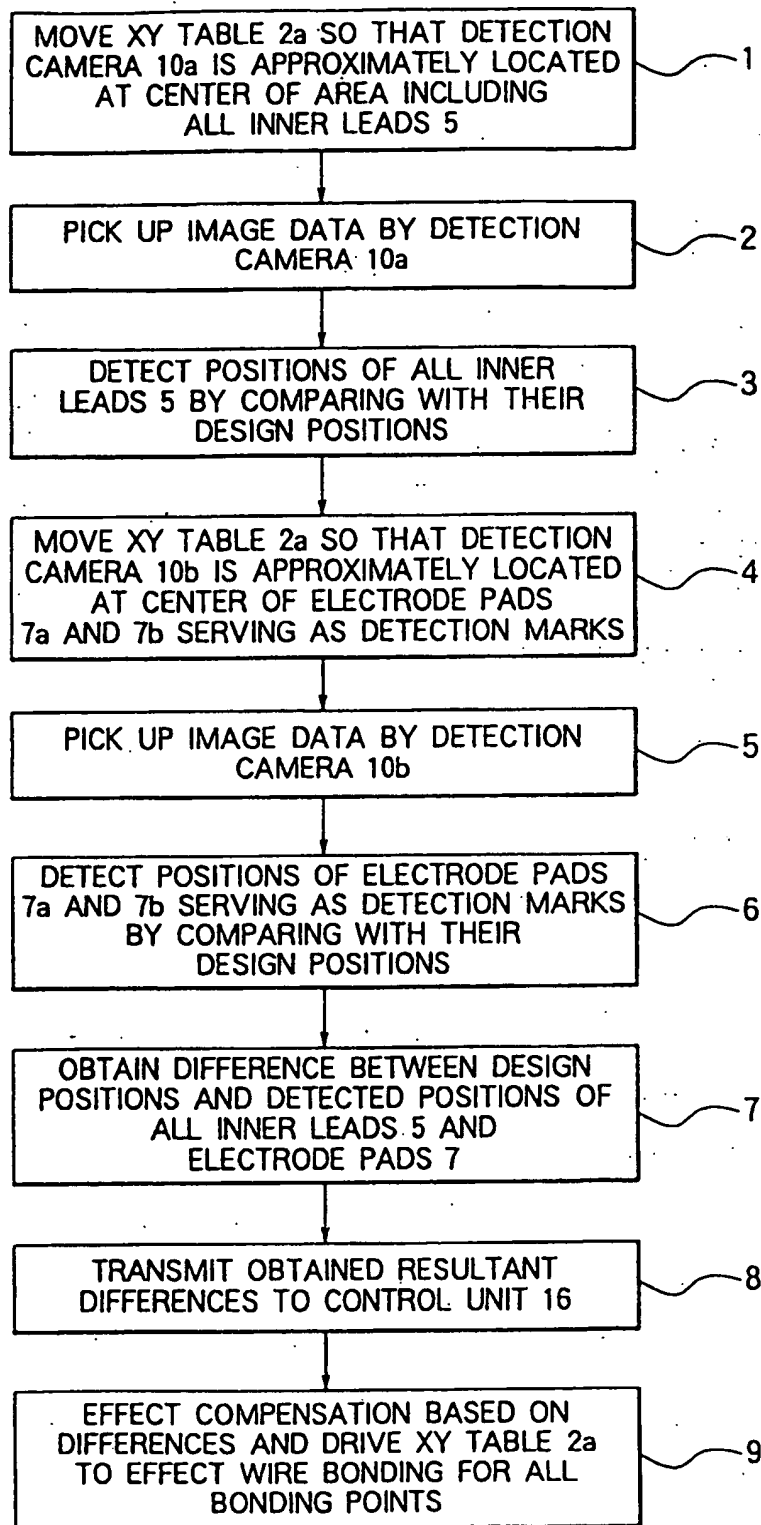 MOVE XY TABLE 2a SO THAT DETECTION
CAMERA 10a IS APPROXIMATELY LOCATED
AT CENTER OF AREA INCLUDING
ALL INNER LEADS 5
1
PICK UP IMAGE DATA BY DETECTION
CAMERA 10a
2
DETECT POSITIONS OF ALL INNER
LEADS 5 BY COMPARING WITH THEIR
DESIGN POSITIONS
3
MOVE XY TABLE 2a SO THAT DETECTION
CAMERA 10b IS APPROXIMATELY LOCATED
AT CENTER OF ELECTRODE PADS
7a AND 7b SERVING AS DETECTION MARKS
4
PICK UP IMAGE DATA BY DETECTION
CAMERA 10b
5
DETECT POSITIONS OF ELECTRODE PADS
7a AND 7b SERVING AS DETECTION MARKS
BY COMPARING WITH THEIR
DESIGN POSITIONS
6
OBTAIN DIFFERENCE BETWEEN DESIGN
POSITIONS AND DETECTED POSITIONS OF
ALL INNER LEADS 5 AND
ELECTRODE PADS 7
7
TRANSMIT OBTAINED RESULTANT
DIFFERENCES TO CONTROL UNIT 16
8
EFFECT COMPENSATION BASED ON
DIFFERENCES AND DRIVE XY TABLE 2a
TO EFFECT WIRE BONDING FOR ALL
BONDING POINTS
9